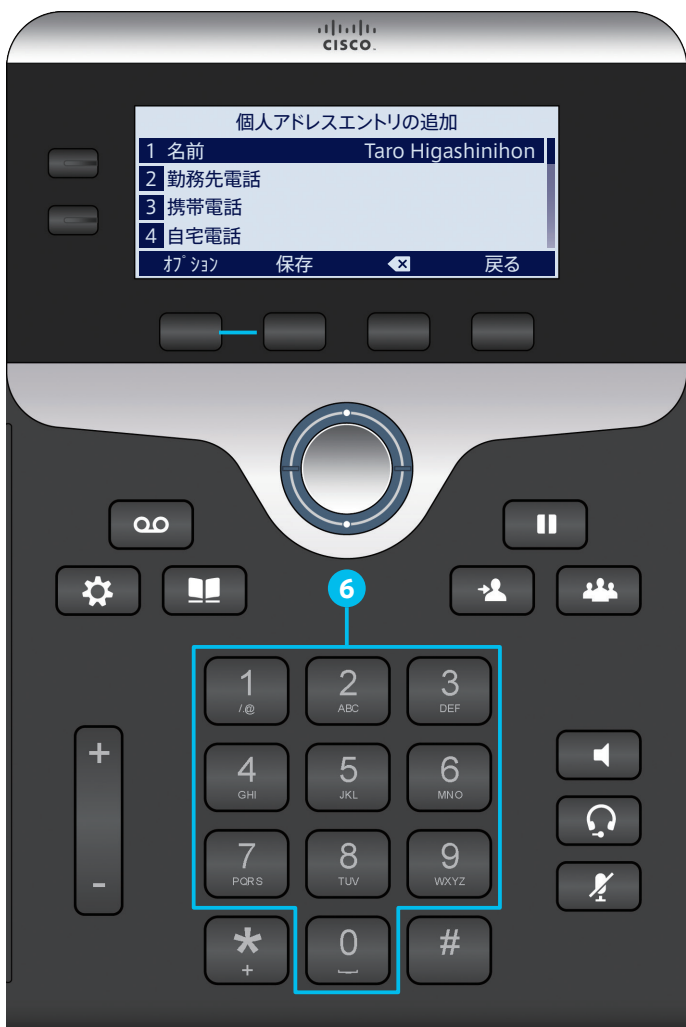 CISCO.
個人アドレスエントリの追加
1 名前 Taro Higashinihon
2 勤務先電話
3 携帯電話
4 自宅電話
ｵﾌﾟｼｮﾝ 保存 戻る
6
1 2 3
/.@ ABC DEF
+
4 5 6
GHI JKL MNO
7 8 9
PQRS TUV WXYZ
-
* 0 #
+